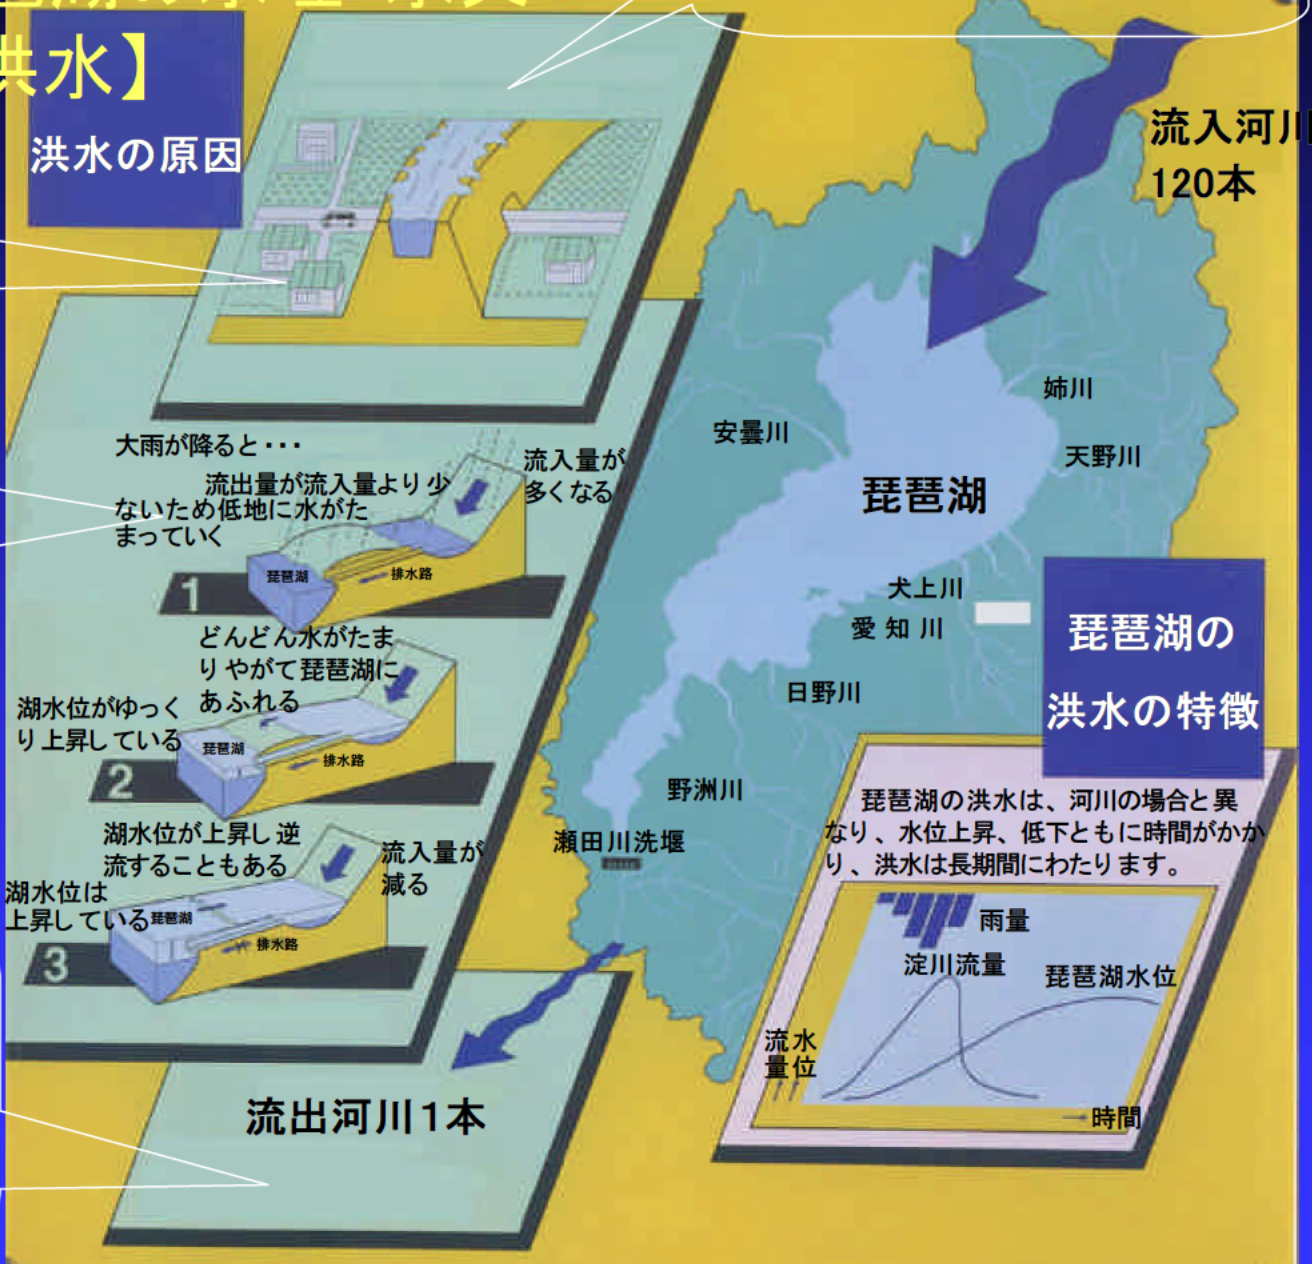 洪水】
洪水の原因
流入河川
120本
姉川
安曇川
天野川
琵琶湖
犬上川
愛知川
日野川
野洲川
瀬田川洗堰
大雨が降ると・・・
流出量が流入量より少
ないため低地に水がた
まっていく
流入量が
多くなる
琵琶湖
排水路
1
どんどん水がたま
りやがて琵琶湖に
あふれる
湖水位がゆっく
り上昇している
琵琶湖
排水路
2
湖水位が上昇し逆
流することもある
流入量が
減る
湖水位は
上昇している
琵琶湖
排水路
3
流出河川1本
琵琶湖の
洪水の特徴
琵琶湖の洪水は、河川の場合と異
なり、水位上昇、低下ともに時間がかか
り、洪水は長期間にわたります。
雨量
淀川流量
琵琶湖水位
流量
水位
時間